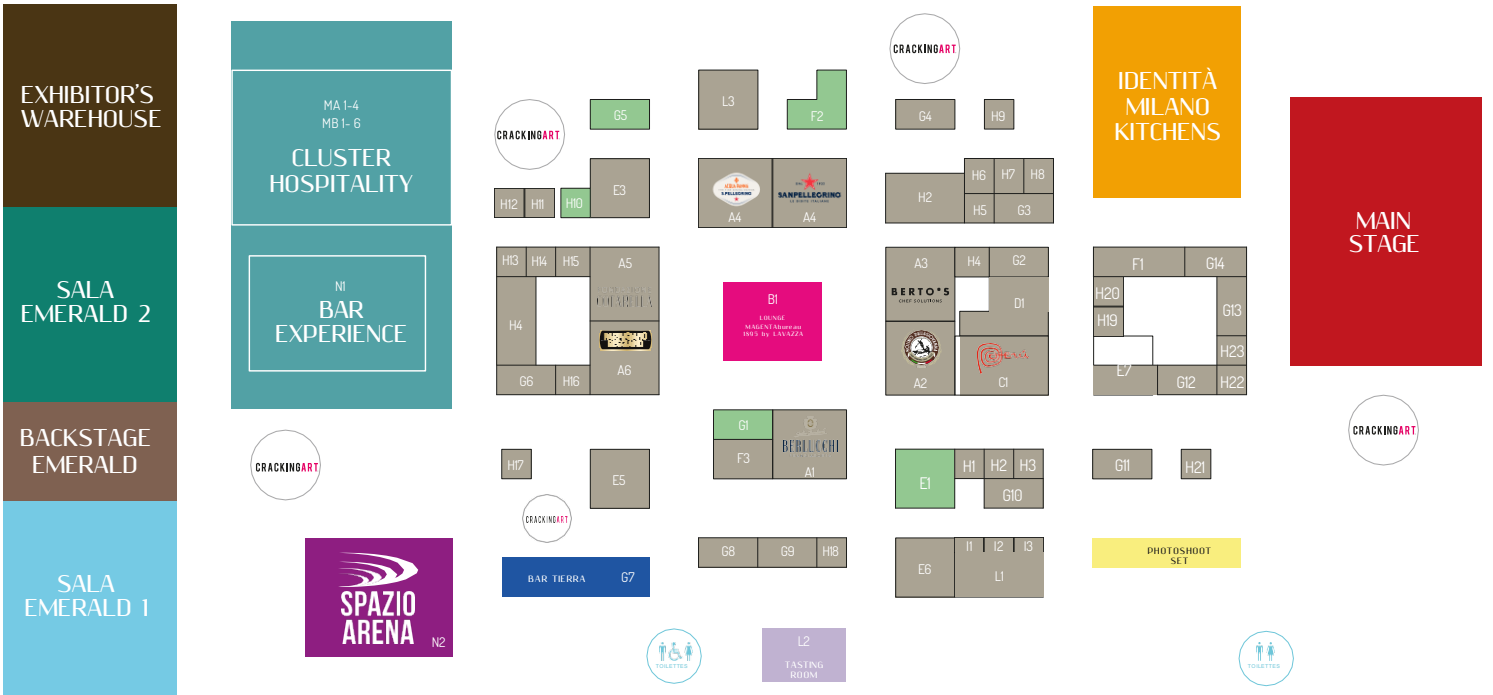 EXHIBITOR'S
WAREHOUSE
SALA
EMERALD 2
BACKSTAGE
EMERALD
SALA
EMERALD 1
MA 1-4
MB 1- 6
CLUSTER
HOSPITALITY
N1
BAR
EXPERIENCE
CRACKINGART
SPAZIO
ARENA
N2
CRACKINGART
G5
E3
H12
H11
H10
H13
H14
H15
A5
H4
G6
H16
A6
H17
E5
CRACKINGART
BAR TIERRA
G7
TOILETTES
L3
F2
ACQUA PANNA
S.PELLEGRINO
A4
SANPELLEGRINO
A4
B1
LOUNGE
MAGENTAbureau
1895 by LAVAZZA
G1
F3
BERLUCCHI
A1
G8
G9
H18
L2
TASTING
ROOM
CRACKINGART
G4
H9
H2
H6
H7
H8
H5
G3
A3
BERTO'S
CHEF SOLUTIONS
H4
G2
D1
A2
C1
E1
H1
H2
H3
G10
E6
I1
I2
I3
L1
IDENTITÀ
MILANO
KITCHENS
F1
G14
H20
H19
G13
H23
E7
G12
H22
G11
H21
PHOTOSHOOT
SET
TOILETTES
MAIN
STAGE
CRACKINGART